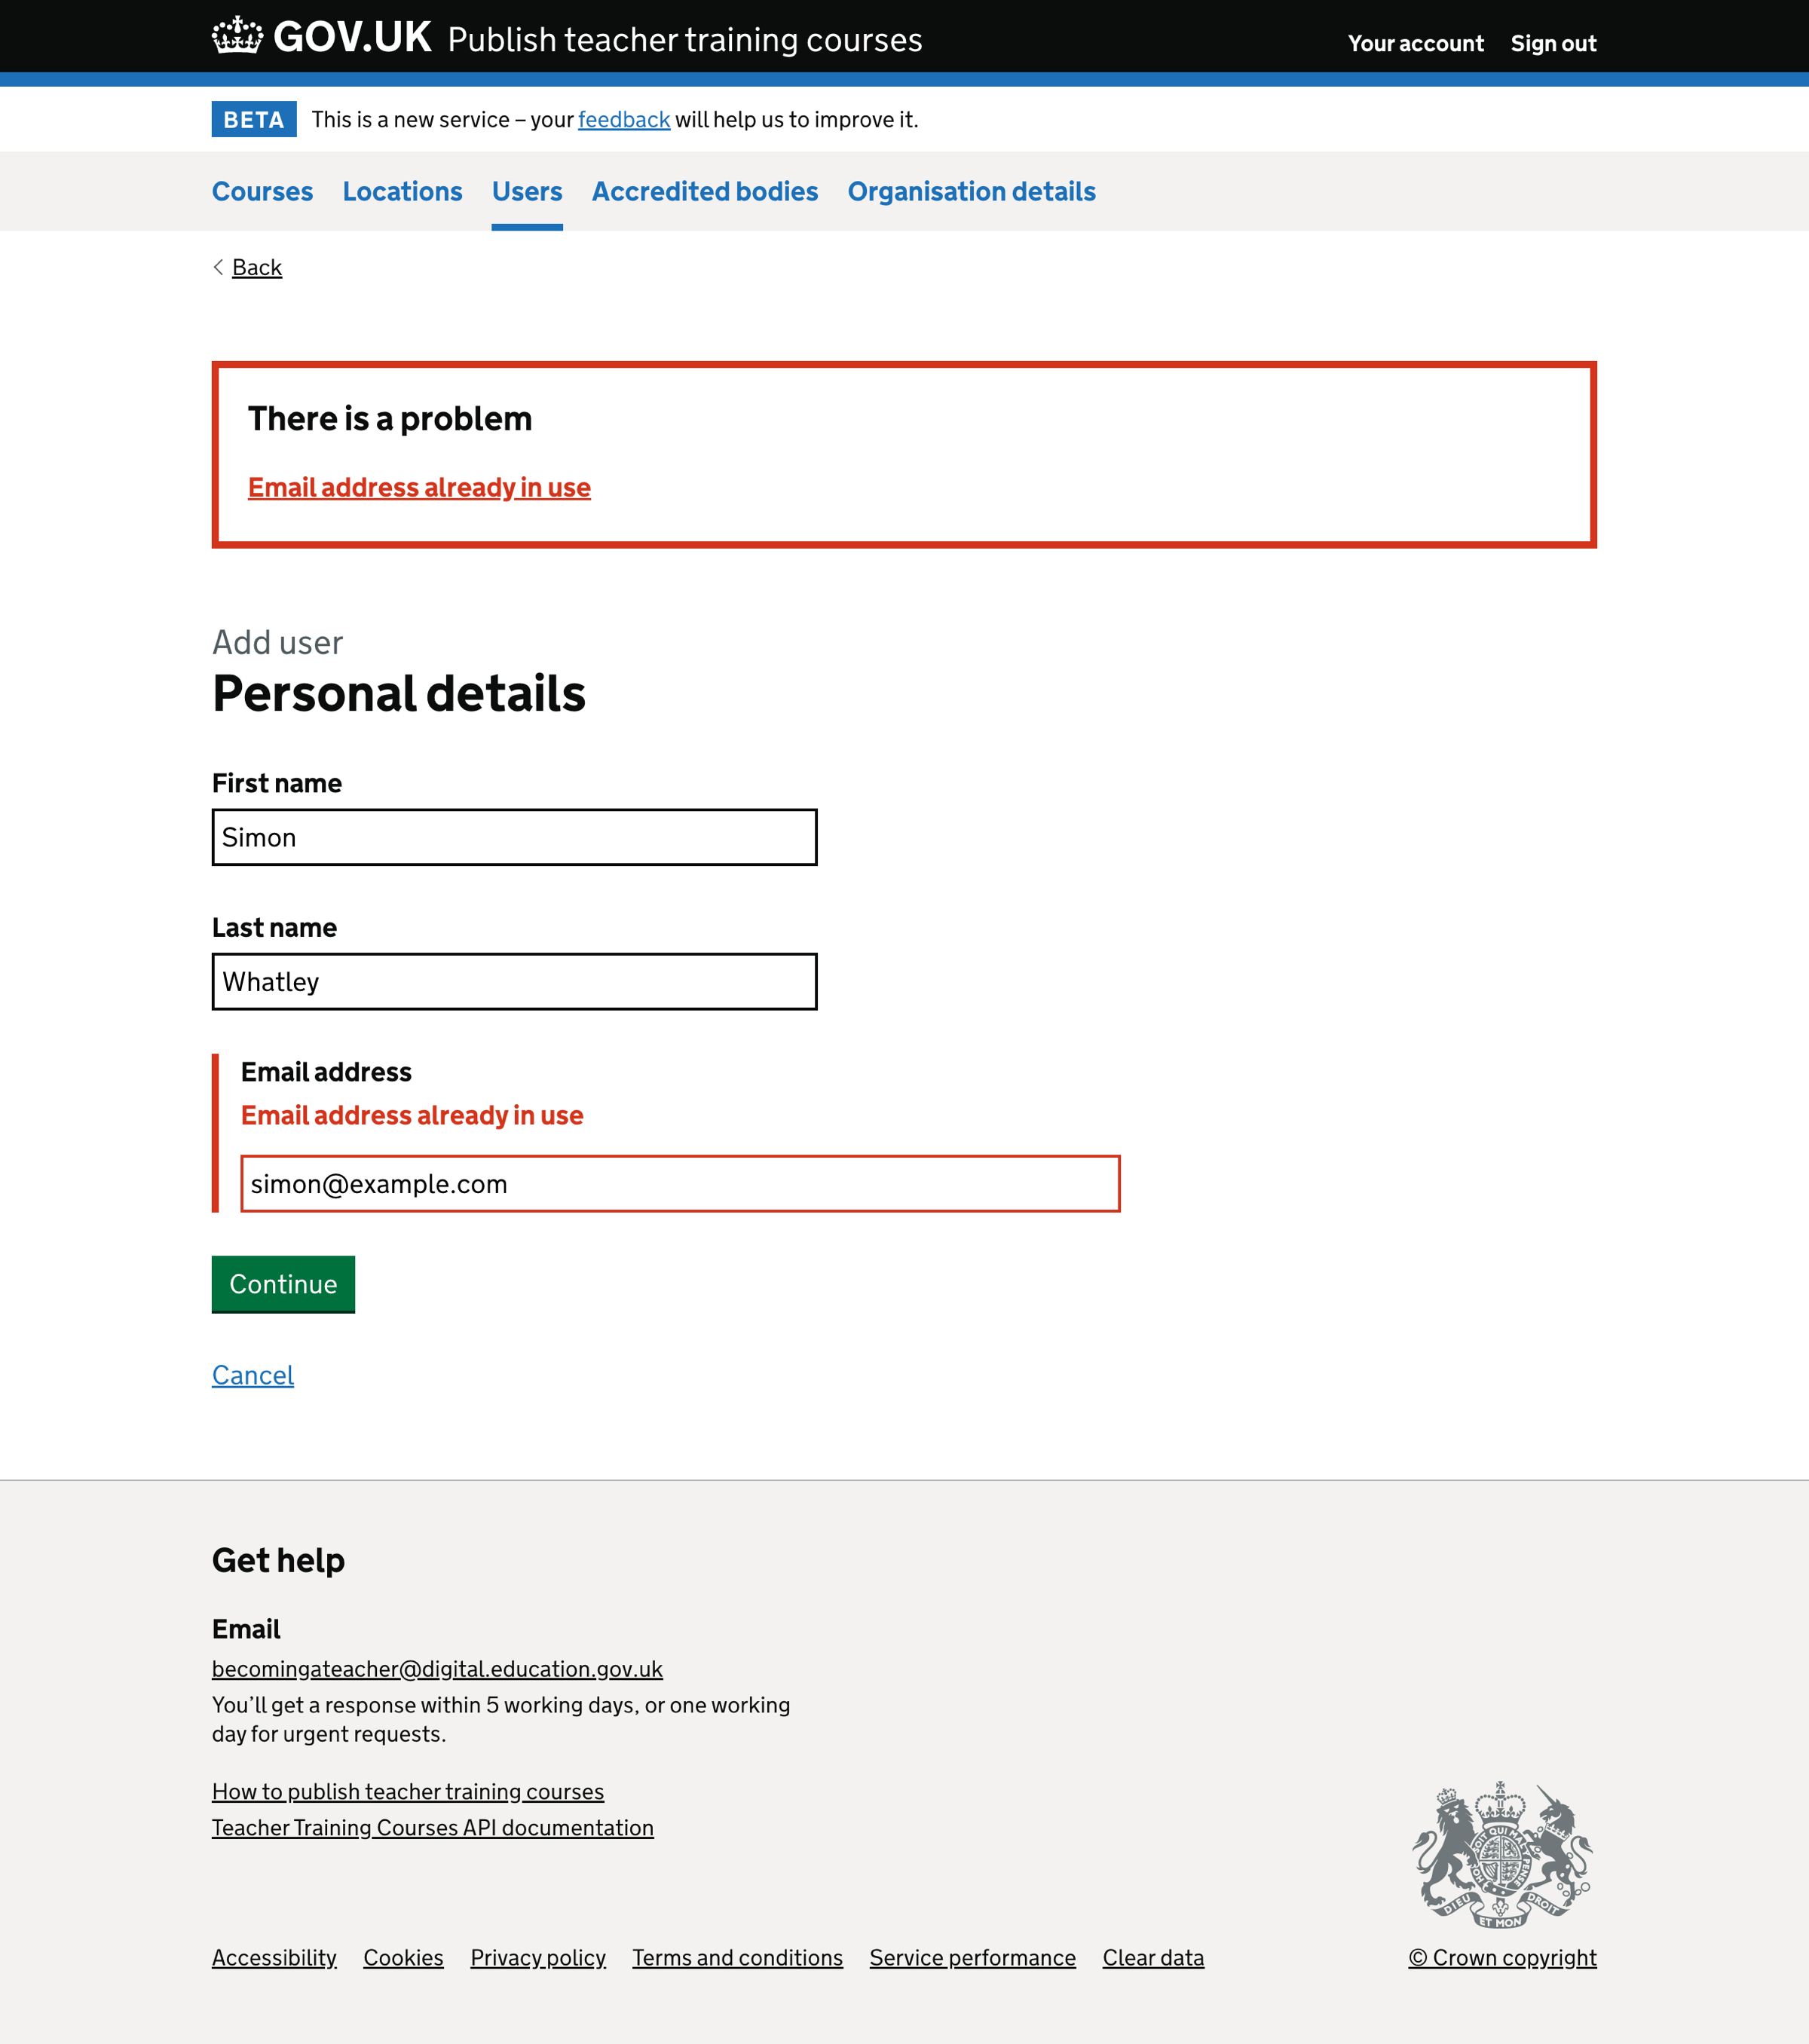 GOV.UK Publish teacher training courses Your account Sign out
BETA This is a new service – your feedback will help us to improve it.
Courses Locations Users Accredited bodies Organisation details
Back
There is a problem
Email address already in use
Add user
Personal details
First name
Simon
Last name
Whatley
Email address
Email address already in use
simon@example.com
Continue
Cancel
Get help
Email
becomingateacher@digital.education.gov.uk
You’ll get a response within 5 working days, or one working
day for urgent requests.
How to publish teacher training courses
Teacher Training Courses API documentation
DIEU ET MON DROIT
Accessibility Cookies Privacy policy Terms and conditions Service performance Clear data © Crown copyright